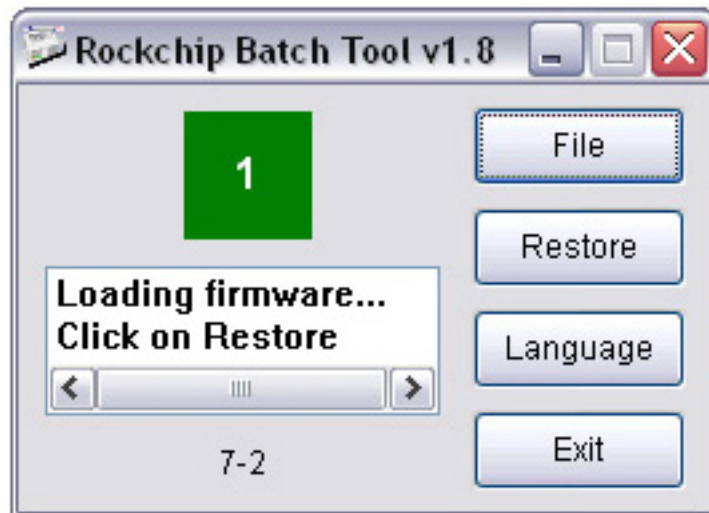 Rockchip Batch Tool v1.8
1
File
Loading firmware...
Click on Restore
Restore
Language
7-2
Exit